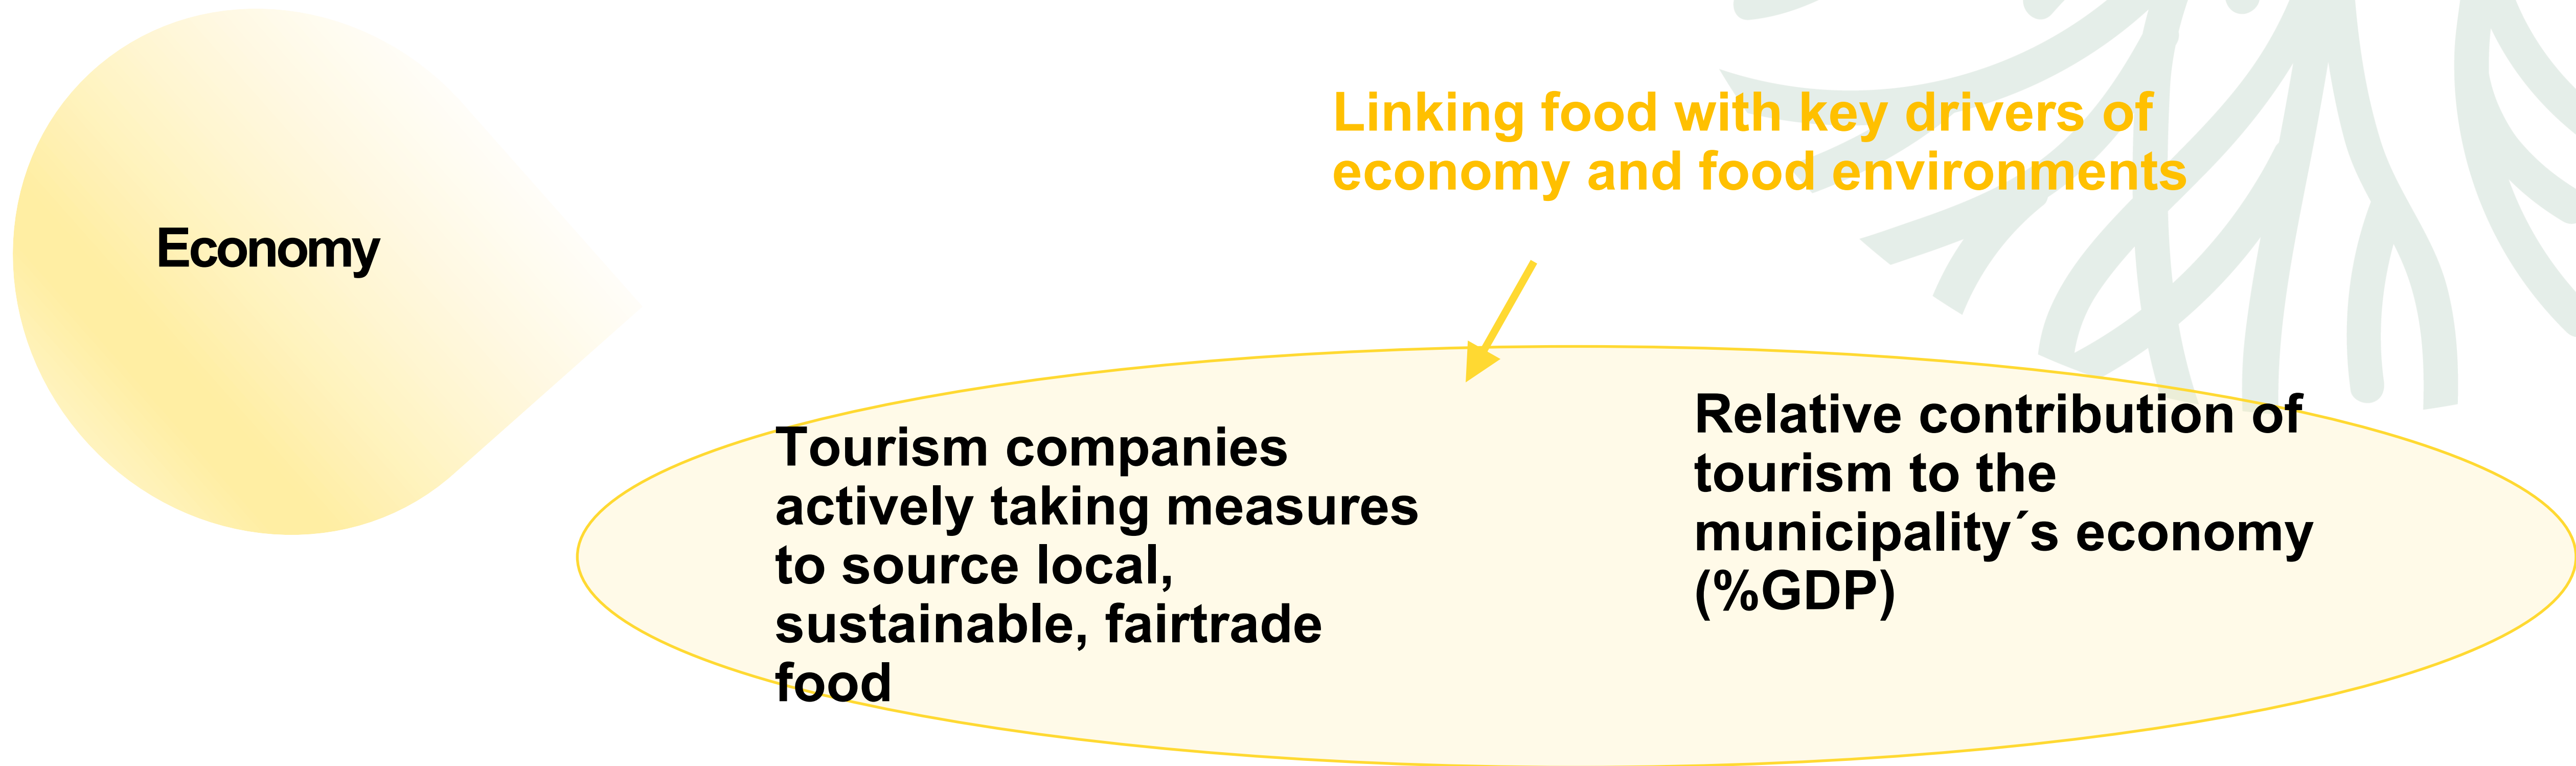 Linking food with key drivers of
economy and food environments
Economy
Tourism companies
actively taking measures
to source local,
sustainable, fairtrade
food
Relative contribution of
tourism to the
municipality´s economy
(%GDP)